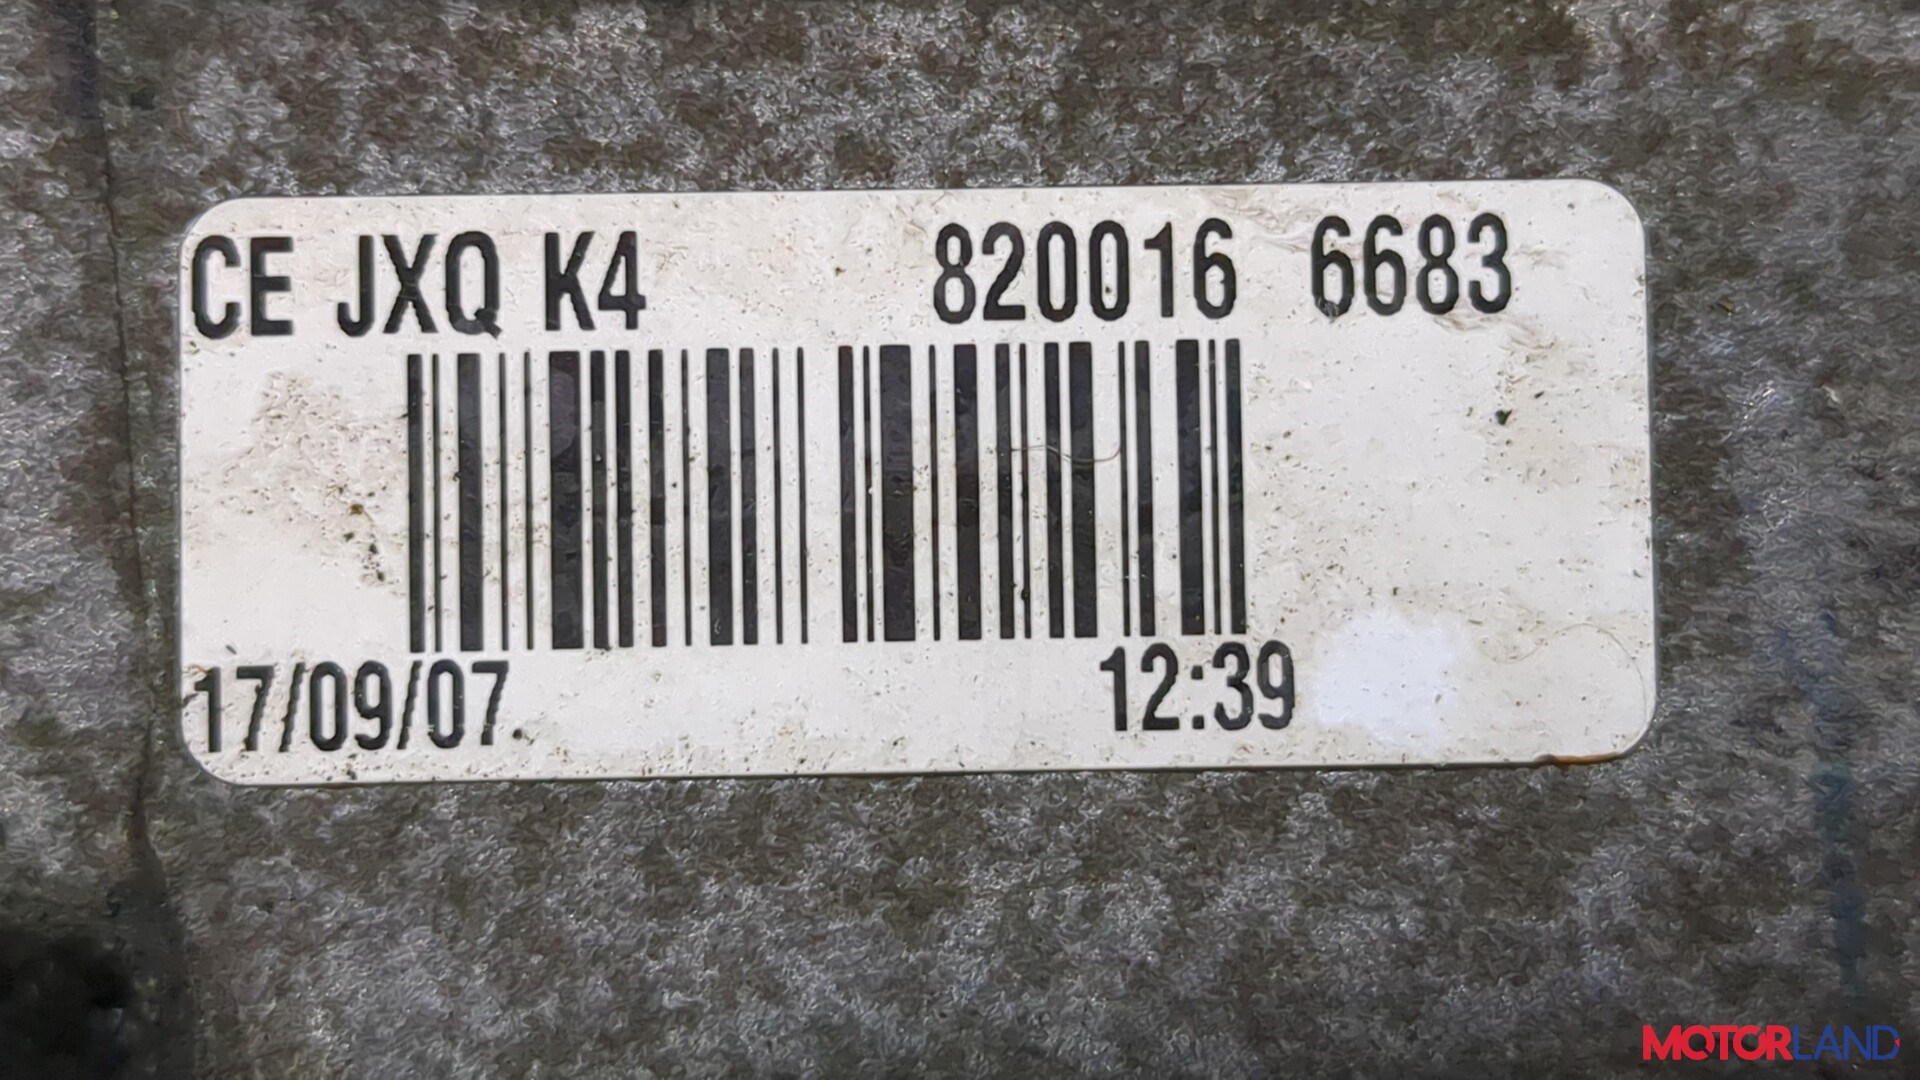 CE JXQ K4 820016 6683
17/09/07 12:39
MOTORLAND